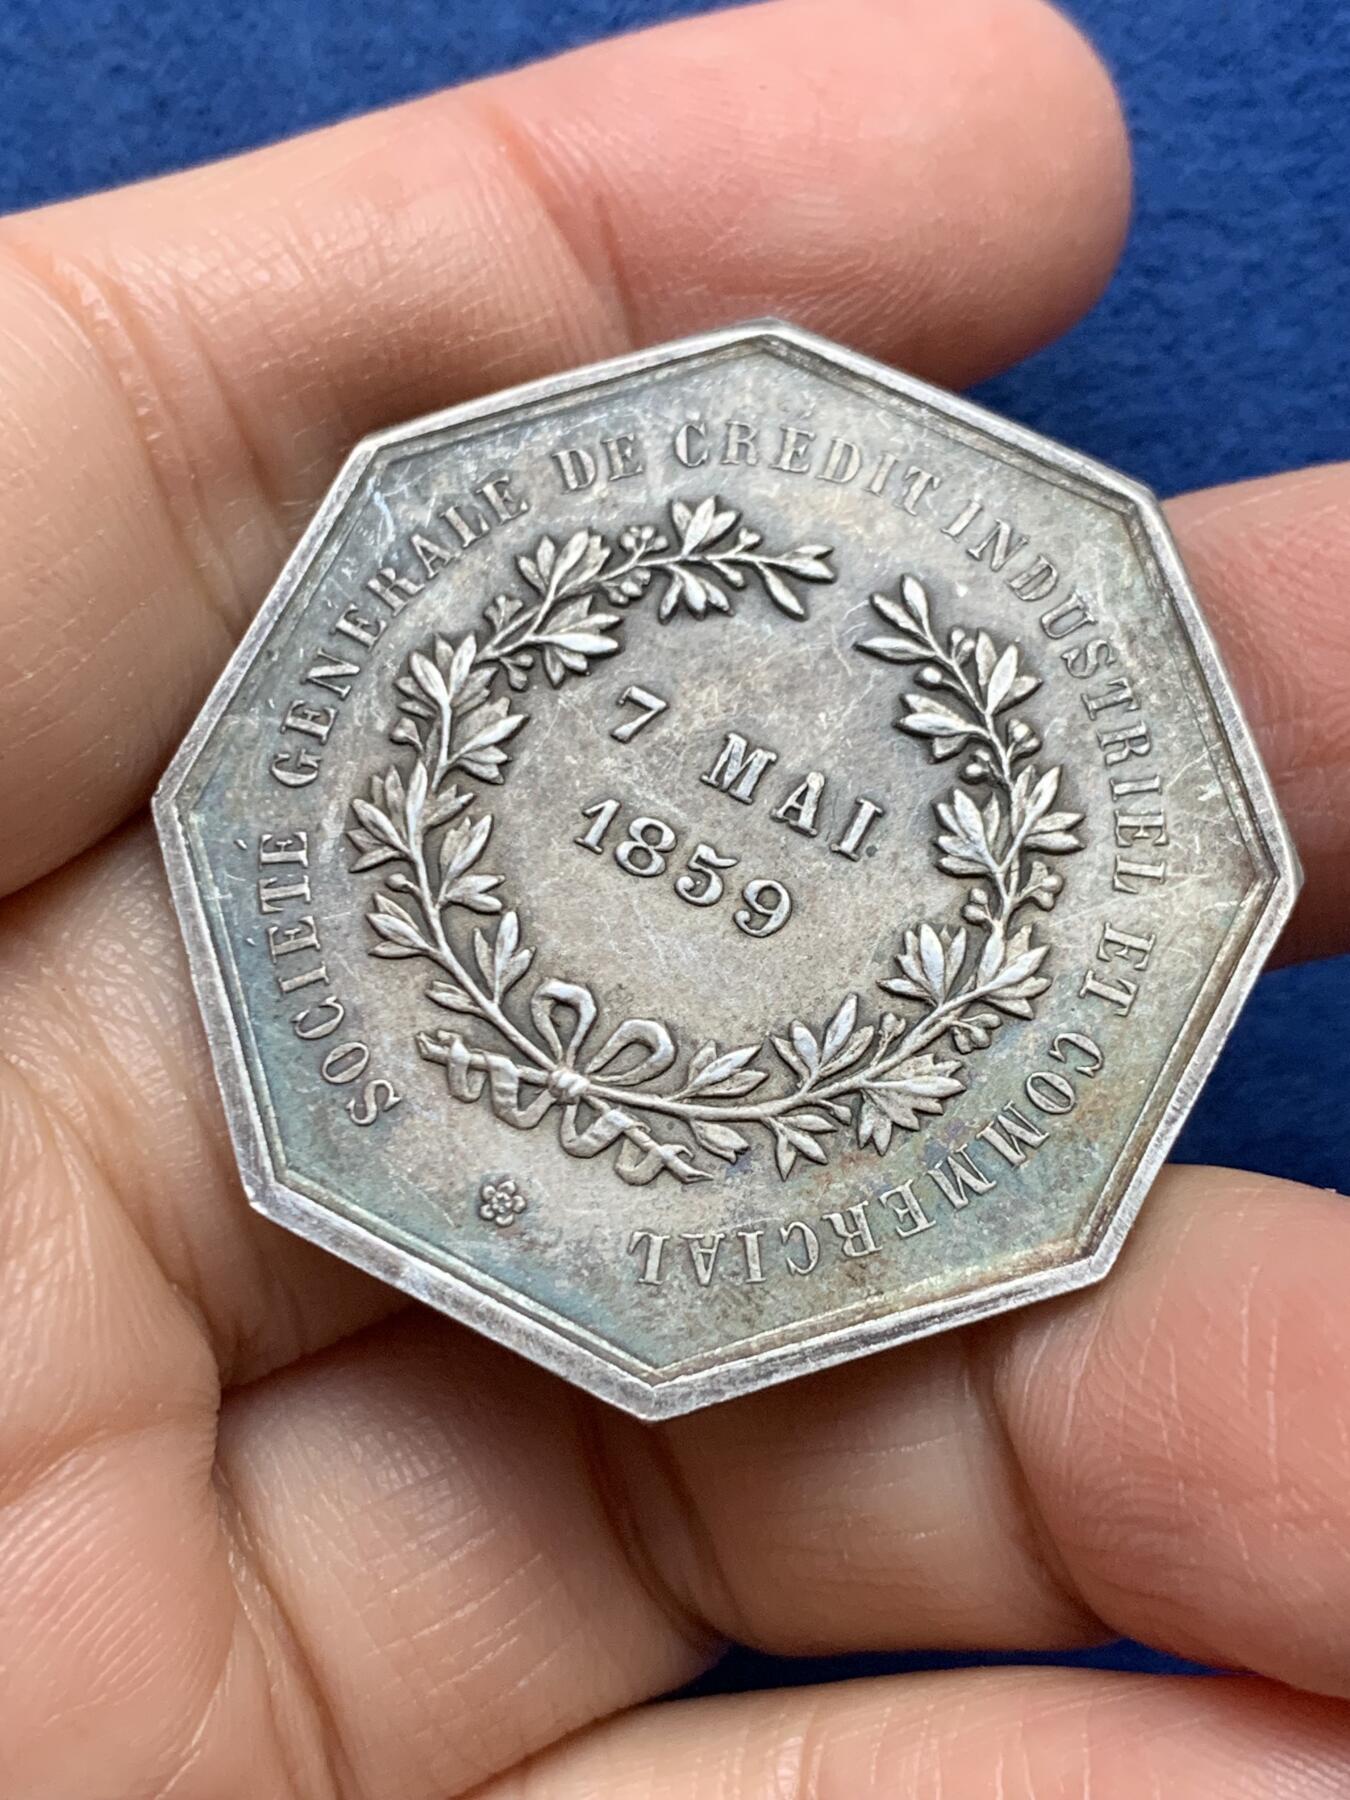 SOCIÉTÉ GÉNÉRALE DE CRÉDIT INDUSTRIEL ET COMMERCIAL
7 MAI
1859